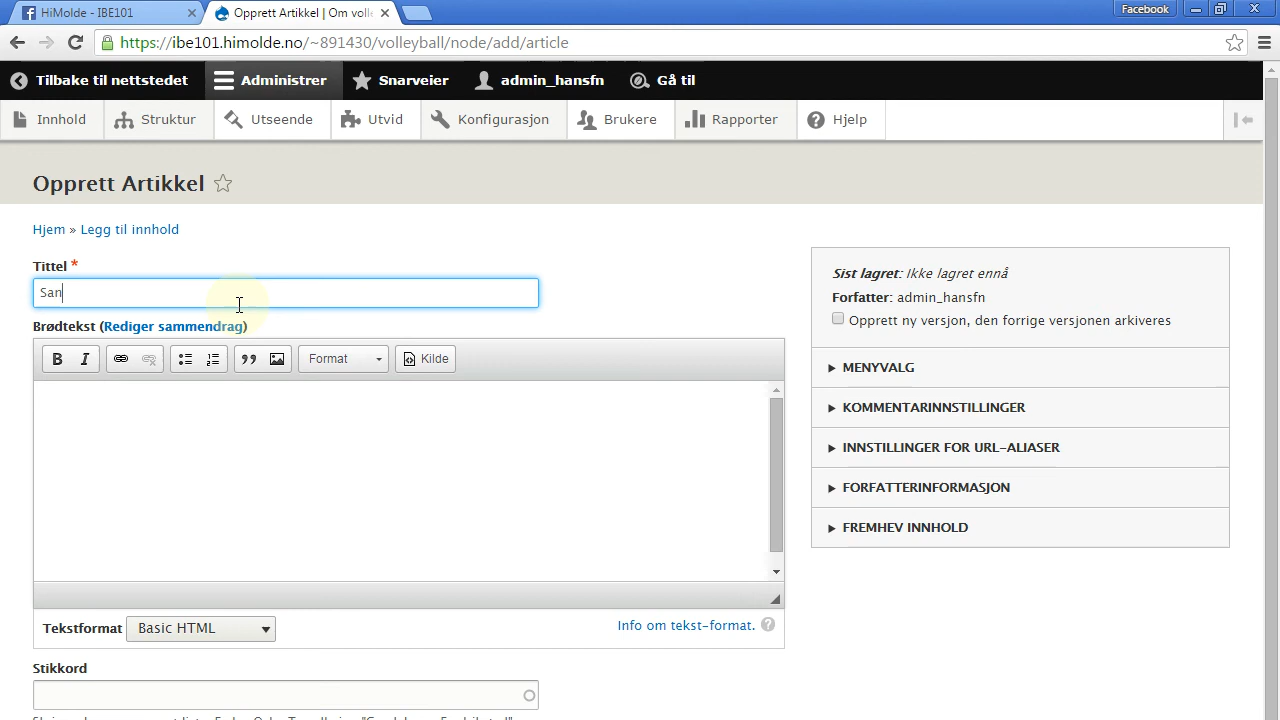 HiMolde - IBE101
Opprett Artikkel | Om voll
Facebook
https://ibe101.himolde.no/~891430/volleyball/node/add/article
Tilbake til nettstedet
Administrer
Snarveier
admin_hansfn
Gå til
Innhold
Struktur
Utseende
Utvid
Konfigurasjon
Brukere
Rapporter
Hjelp
Opprett Artikkel
Hjem » Legg til innhold
Tittel *
San
Brødtekst (Rediger sammendrag)
B I
Format
Kilde
Tekstformat
Basic HTML
Info om tekst-format.
Stikkord
Sist lagret: Ikke lagret ennå
Forfatter: admin_hansfn
Opprett ny versjon, den forrige versjonen arkiveres
MENYVALG
KOMMENTARINNSTILLINGER
INNSTILLINGER FOR URL-ALIASER
FORFATTERINFORMASJON
FREMHEV INNHOLD